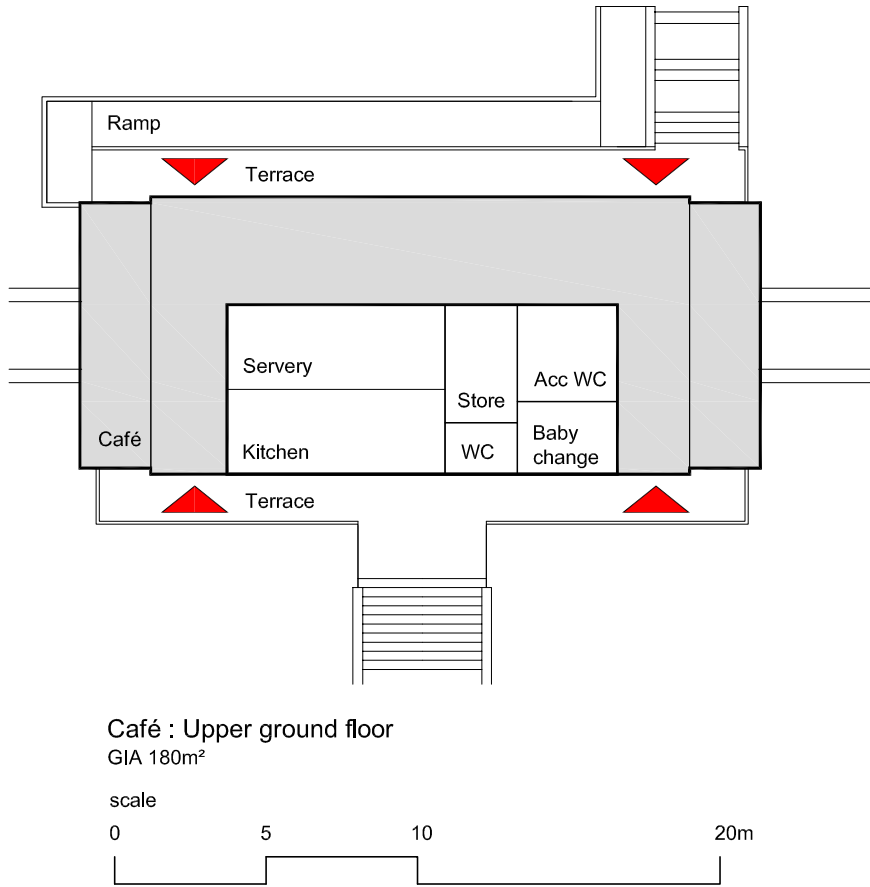 Ramp
Terrace
Servery
Acc WC
Store
Café
Kitchen
WC
Baby
change
Terrace
Café : Upper ground floor
GIA 180m²
scale
0 5 10 20m